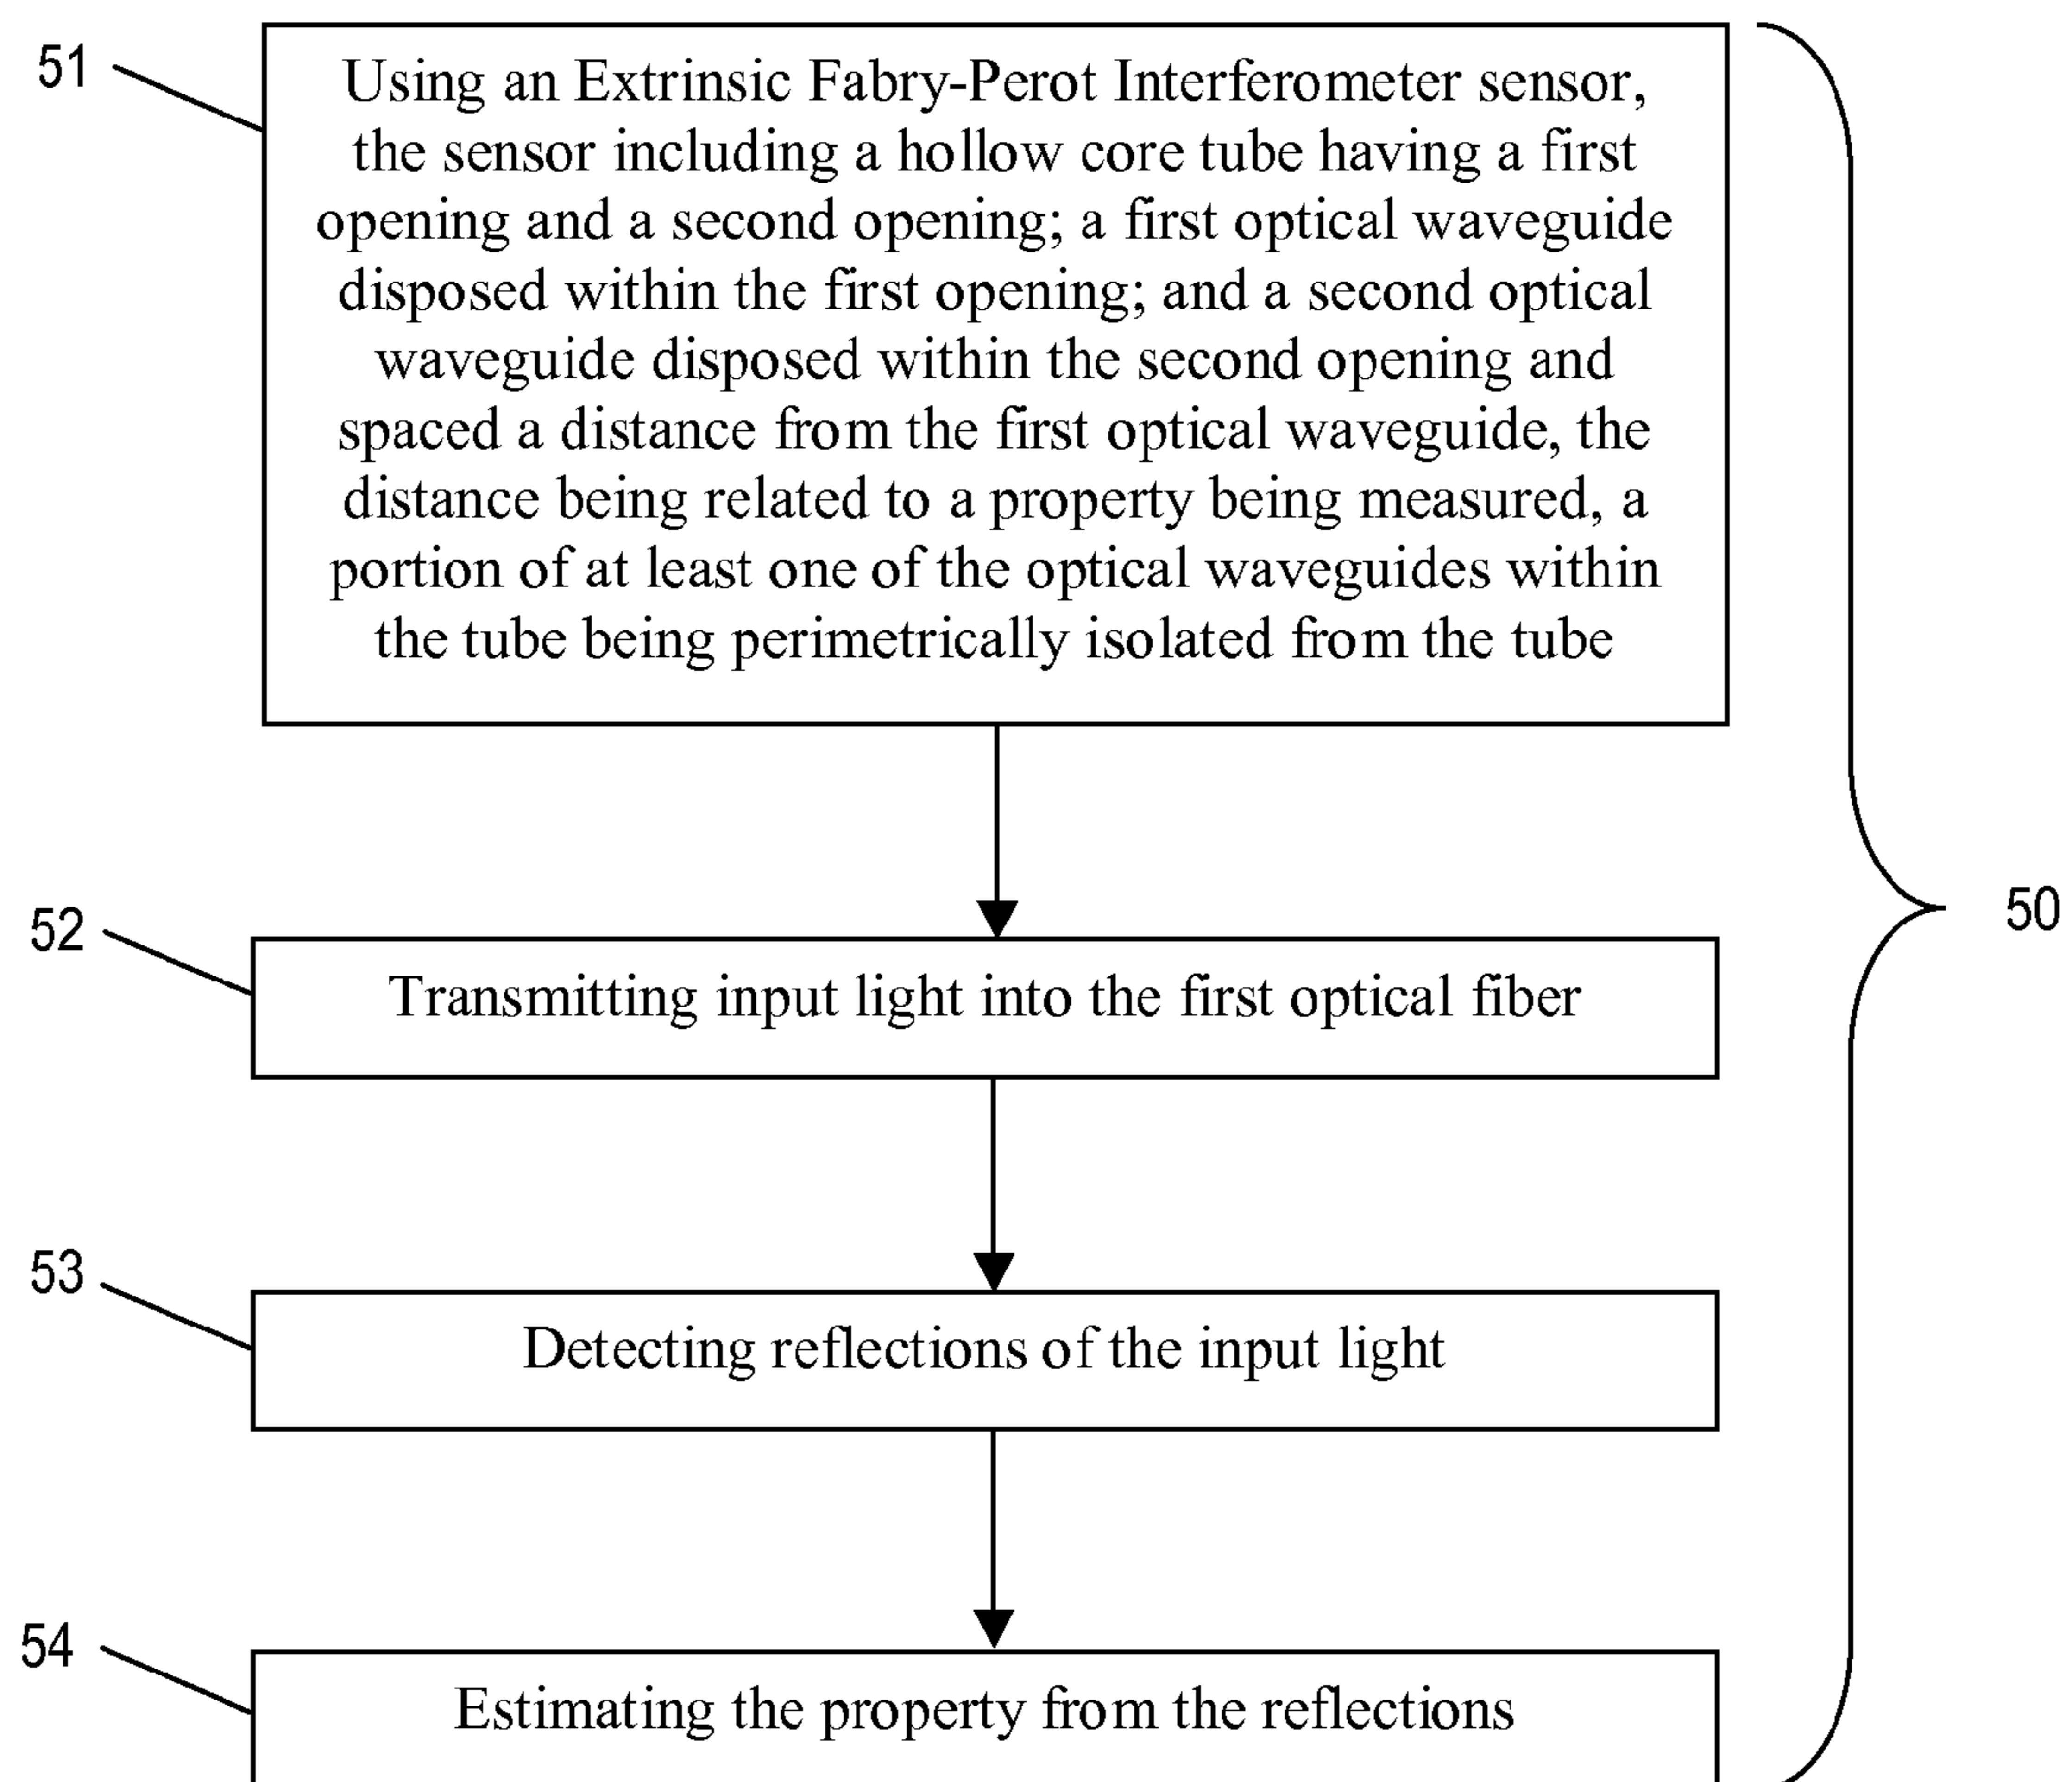 51
Using an Extrinsic Fabry-Perot Interferometer sensor,
the sensor including a hollow core tube having a first
opening and a second opening; a first optical waveguide
disposed within the first opening; and a second optical
waveguide disposed within the second opening and
spaced a distance from the first optical waveguide, the
distance being related to a property being measured, a
portion of at least one of the optical waveguides within
the tube being perimetrically isolated from the tube
50
52
Transmitting input light into the first optical fiber
53
Detecting reflections of the input light
54
Estimating the property from the reflections